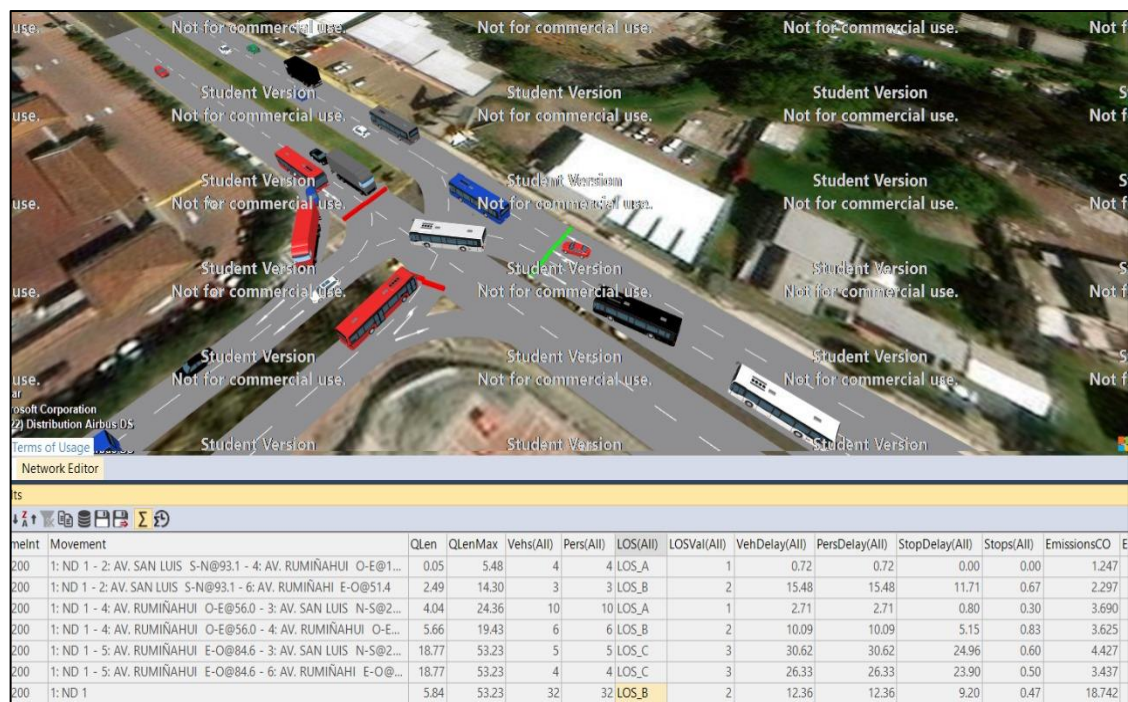 use. Not for commercial use. Not for commercial use. Not for commercial use. Not f
Student Version Student Version Student Version S
use. Not for commercial use. Not for commercial use. Not for commercial use. Not f
Student Version Student Version Student Version S
use. Not for commercial use. Not for commercial use. Not for commercial use. Not f
Student Version Student Version Student Version S
use. Not for commercial use. Not for commercial use. Not for commercial use. Not f
Student Version Student Version Student Version S
use. Not for commercial use. Not for commercial use. Not for commercial use. Not f
ar
osoft Corporation
22) Distribution Airbus DS
Student Version Student Version Student Version S
Terms of Usage
Network Editor
lts
meInt Movement QLen QLenMax Vehs(All) Pers(All) LOS(All) LOSVal(All) VehDelay(All) PersDelay(All) StopDelay(All) Stops(All) EmissionsCO E
200 1: ND 1 - 2: AV. SAN LUIS S-N@93.1 - 4: AV. RUMIÑAHUI O-E@1... 0.05 5.48 4 4 LOS_A 1 0.72 0.72 0.00 0.00 1.247
200 1: ND 1 - 2: AV. SAN LUIS S-N@93.1 - 6: AV. RUMIÑAHI E-O@51.4 2.49 14.30 3 3 LOS_B 2 15.48 15.48 11.71 0.67 2.297
200 1: ND 1 - 4: AV. RUMIÑAHUI O-E@56.0 - 3: AV. SAN LUIS N-S@2... 4.04 24.36 10 10 LOS_A 1 2.71 2.71 0.80 0.30 3.690
200 1: ND 1 - 4: AV. RUMIÑAHUI O-E@56.0 - 4: AV. RUMIÑAHUI O-E... 5.66 19.43 6 6 LOS_B 2 10.09 10.09 5.15 0.83 3.625
200 1: ND 1 - 5: AV. RUMIÑAHUI E-O@84.6 - 3: AV. SAN LUIS N-S@2... 18.77 53.23 5 5 LOS_C 3 30.62 30.62 24.96 0.60 4.427
200 1: ND 1 - 5: AV. RUMIÑAHUI E-O@84.6 - 6: AV. RUMIÑAHI E-O@... 18.77 53.23 4 4 LOS_C 3 26.33 26.33 23.90 0.50 3.437
200 1: ND 1 5.84 53.23 32 32 LOS_B 2 12.36 12.36 9.20 0.47 18.742